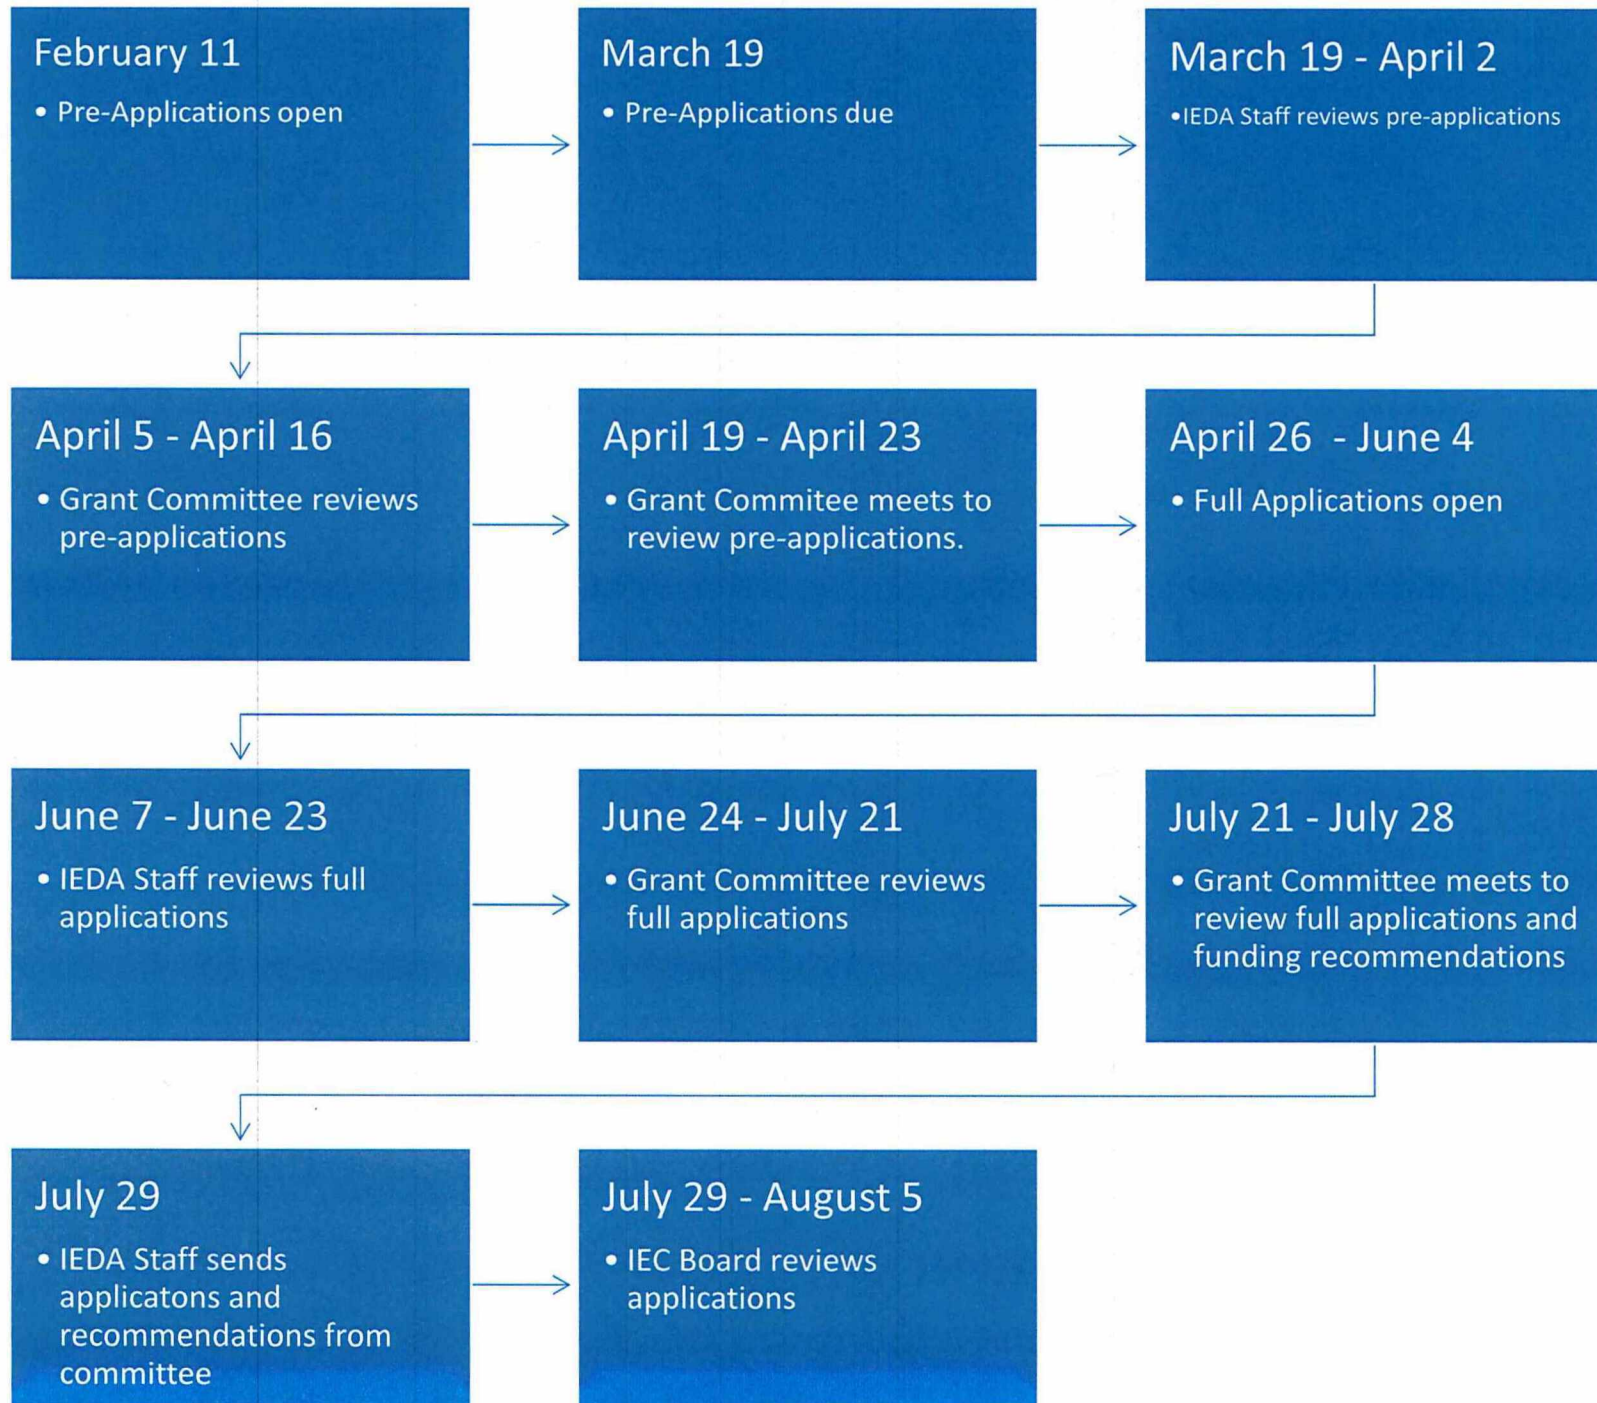 February 11
• Pre-Applications open
March 19
• Pre-Applications due
March 19 - April 2
•IEDA Staff reviews pre-applications
April 5 - April 16
• Grant Committee reviews
pre-applications
April 19 - April 23
• Grant Commitee meets to
review pre-applications.
April 26 - June 4
• Full Applications open
June 7 - June 23
• IEDA Staff reviews full
applications
June 24 - July 21
• Grant Committee reviews
full applications
July 21 - July 28
• Grant Committee meets to
review full applications and
funding recommendations
July 29
• IEDA Staff sends
applicatons and
recommendations from
committee
July 29 - August 5
• IEC Board reviews
applications